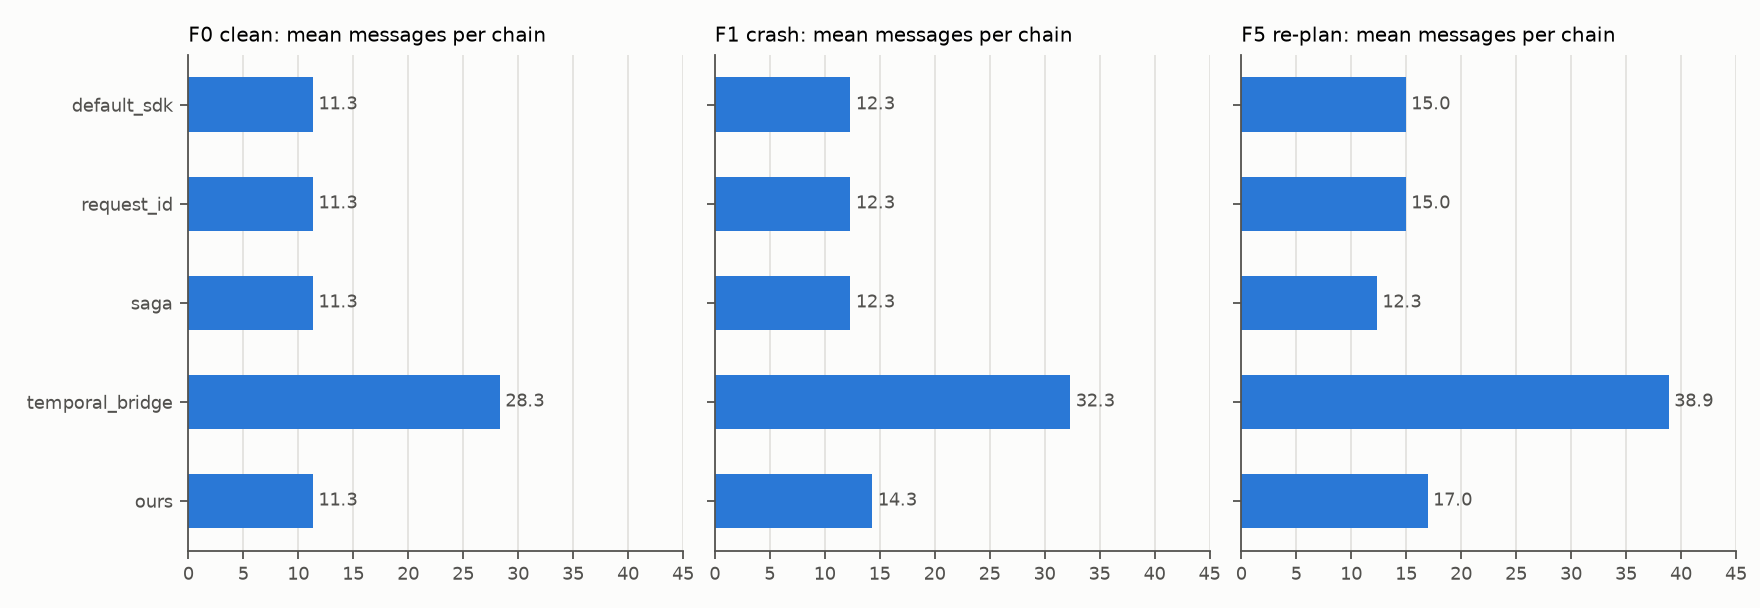 F0 clean: mean messages per chain
default_sdk 11.3
request_id 11.3
saga 11.3
temporal_bridge 28.3
ours 11.3
0 5 10 15 20 25 30 35 40 45
F1 crash: mean messages per chain
12.3
12.3
12.3
32.3
14.3
0 5 10 15 20 25 30 35 40 45
F5 re-plan: mean messages per chain
15.0
15.0
12.3
38.9
17.0
0 5 10 15 20 25 30 35 40 45